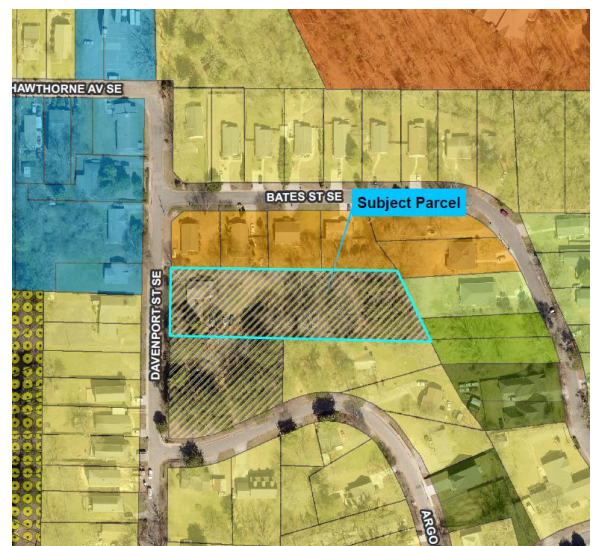 HAWTHORNE AV SE
BATES ST SE
Subject Parcel
DAVENPORT ST SE
ARGO